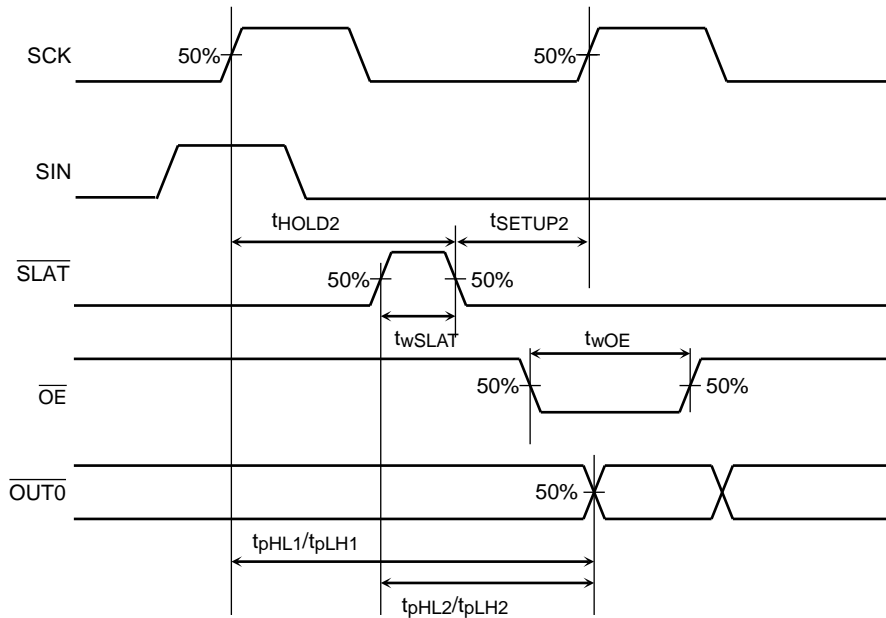 SCK
50%
50%
SIN
tHOLD2
tSETUP2
SLAT
50%
50%
twSLAT
twOE
OE
50%
50%
OUT0
50%
tpHL1/tpLH1
tpHL2/tpLH2